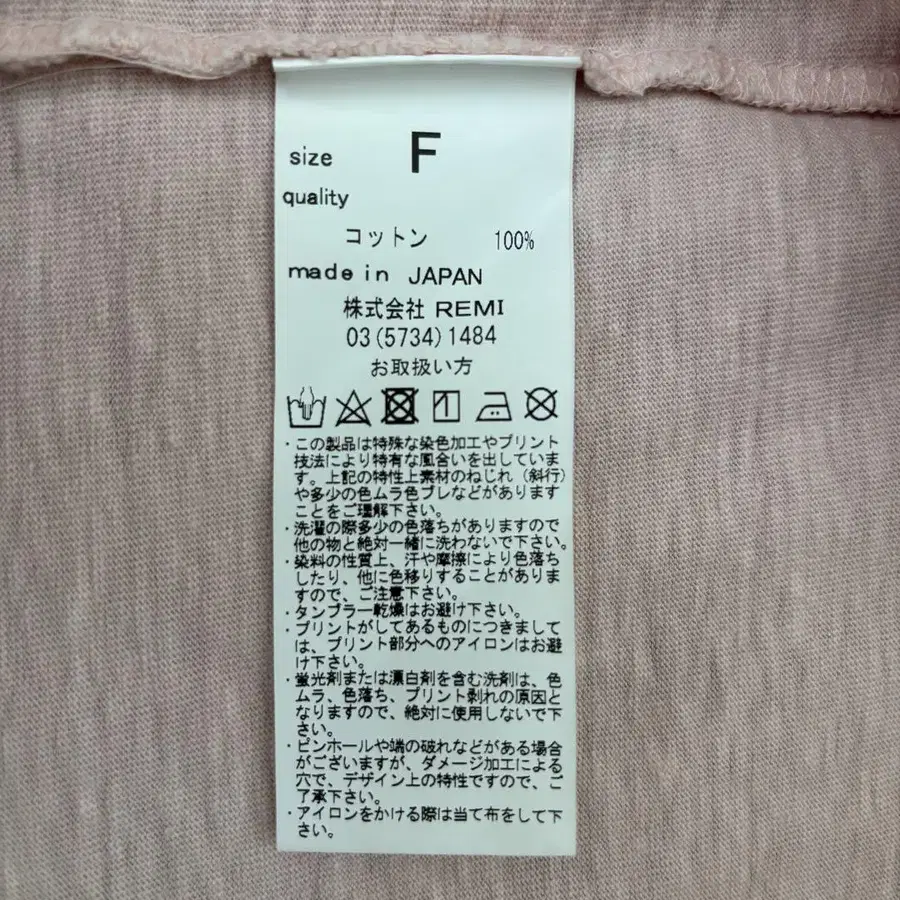 size F
quality
コットン 100%
made in JAPAN
株式会社 REMI
03(5734)1484
お取扱い方
・この製品は特殊な染色加工やプリント
技法により特有な風合いを出していま
す。上記の特性上素材のねじれ（斜行）
や多少の色ムラ色ブレなどがあります
ことをご理解下さい。
・洗濯の際多少の色落ちがありますので
他の物と絶対一緒に洗わないで下さい。
・染料の性質上、汗や摩擦により色落ち
したり、他に色移りすることがありま
すので、ご注意下さい。
・タンブラー乾燥はお避け下さい。
・プリントがしてあるものにつきまして
は、プリント部分へのアイロンはお避
け下さい。
・蛍光剤または漂白剤を含む洗剤は、色
ムラ、色落ち、プリント剥れの原因と
なりますので、絶対に使用しないで下
さい。
・ピンホールや端の破れなどがある場合
がございますが、ダメージ加工による
穴で、デザイン上の特性ですので、ご
了承下さい。
・アイロンをかける際は当て布をして下
さい。